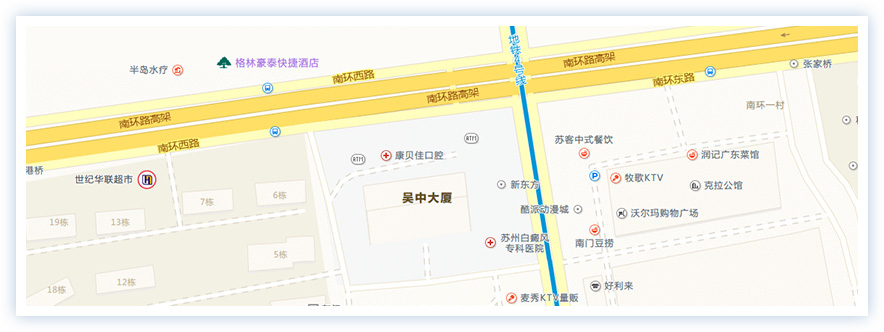 地铁4号线
半岛水疗
格林豪泰快捷酒店
南环西路
南环路高架
张家桥
南环路高架
南环东路
南环路高架
南环一村
南环西路
ATM
苏客中式餐饮
康贝佳口腔
ATM
润记广东菜馆
港桥
世纪华联超市
牧歌KTV
P
新东方
克拉公馆
6栋
7栋
吴中大厦
酷派动漫城
沃尔玛购物广场
19栋
13栋
苏州白癜风
专科医院
南门豆捞
5栋
12栋
18栋
好利来
麦秀KTV量贩